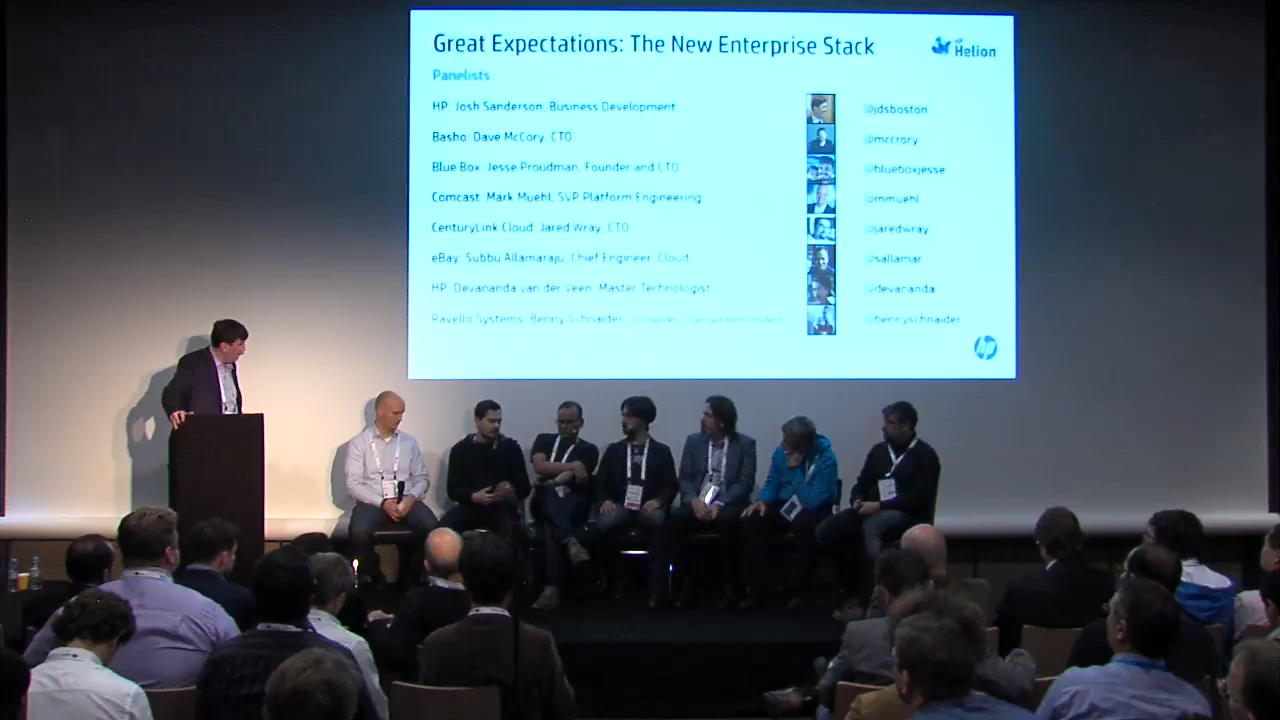 Great Expectations: The New Enterprise Stack
HP Helion
Panelists
HP: Josh Sanderson, Business Development @jdsboston
Basho: Dave McCory, CTO @mccrory
Blue Box: Jesse Proudman, Founder and CTO @blueboxjesse
Comcast: Mark Muehl, SVP Platform Engineering @mmuehl
CenturyLink Cloud: Jared Wray, CTO @jaredwray
eBay: Subbu Allamaraju, Chief Engineer, Cloud @sallamar
HP: Devananda van der Veen, Master Technologist @devananda
Ravello Systems: Benny Schnaider, @bennyschnaider
hp